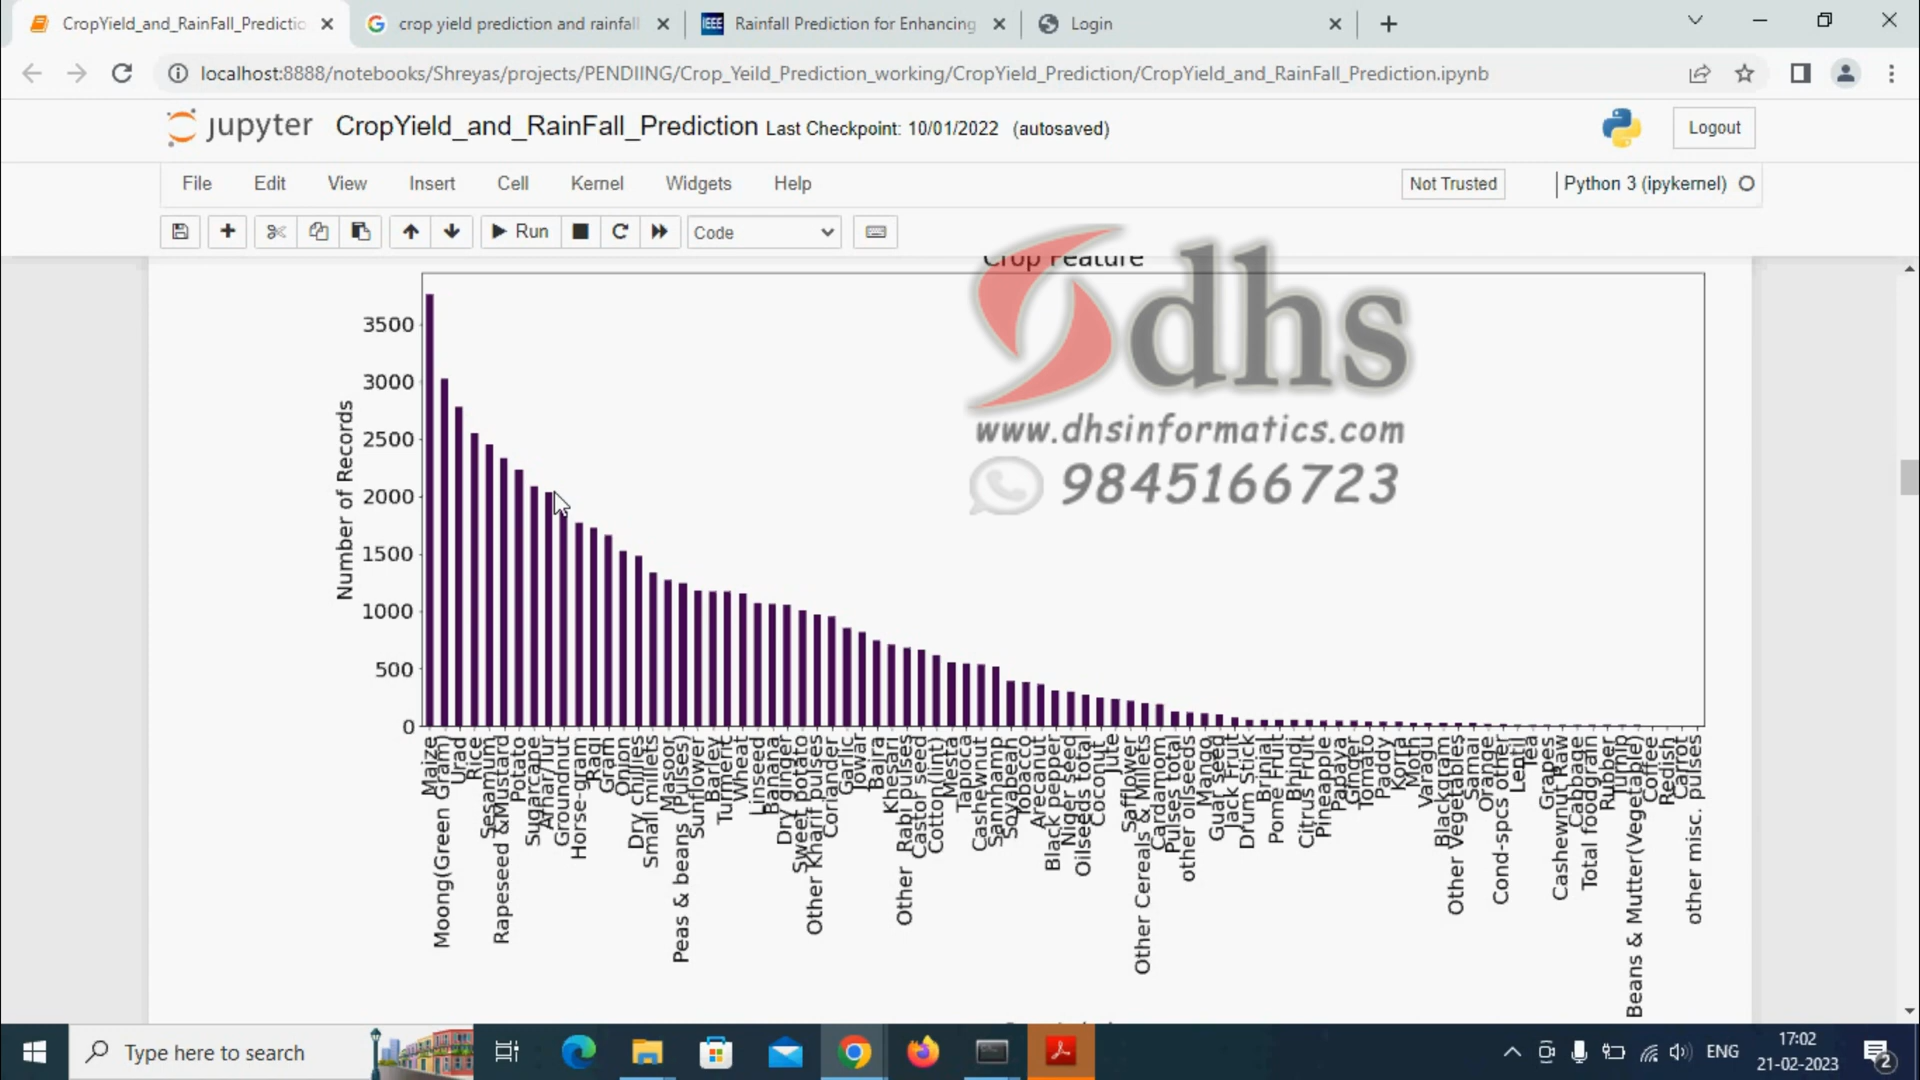 CropYield_and_RainFall_Predictio
crop yield prediction and rainfall
IEEE
Rainfall Prediction for Enhancing
Login
localhost:8888/notebooks/Shreyas/projects/PENDIING/Crop_Yeild_Prediction_working/CropYield_Prediction/CropYield_and_RainFall_Prediction.ipynb
jupyter
CropYield_and_RainFall_Prediction Last Checkpoint: 10/01/2022 (autosaved)
Logout
File Edit View Insert Cell Kernel Widgets Help
Not Trusted
Python 3 (ipykernel)
Run
Code
Crop Feature
dhs
www.dhsinformatics.com
9845166723
Number of Records
3500
3000
2500
2000
1500
1000
500
0
Maize
Moong(Green Gram)
Urad
Rice
Sesamum
Rapeseed &Mustard
Potato
Sugarcane
Arhar/Tur
Groundnut
Horse-gram
Ragi
Gram
Onion
Dry chillies
Small millets
Masoor
Peas & beans (Pulses)
Sunflower
Barley
Turmeric
Wheat
Linseed
Banana
Dry ginger
Sweet potato
Other Kharif pulses
Coriander
Garlic
Jowar
Bajra
Khesari
Other  Rabi pulses
Castor seed
Cotton(lint)
Mesta
Tapioca
Cashewnut
Sannhamp
Soyabean
Tobacco
Arecanut
Black pepper
Niger seed
Oilseeds total
Coconut
Jute
Safflower
Other Cereals & Millets
Cardamom
Pulses total
other oilseeds
Mango
Guar seed
Jack Fruit
Drum Stick
Brinjal
Pome Fruit
Bhindi
Citrus Fruit
Pineapple
Papaya
Ginger
Tomato
Paddy
Korra
Moth
Varagu
Blackgram
Other Vegetables
Samai
Orange
Cond-spcs other
Lentil
Tea
Grapes
Cashewnut Raw
Cabbage
Total foodgrain
Rubber
Turnip
Beans & Mutter(Vegetable)
Coffee
Redish
Carrot
other misc. pulses
Type here to search
ENG
17:02
21-02-2023
2